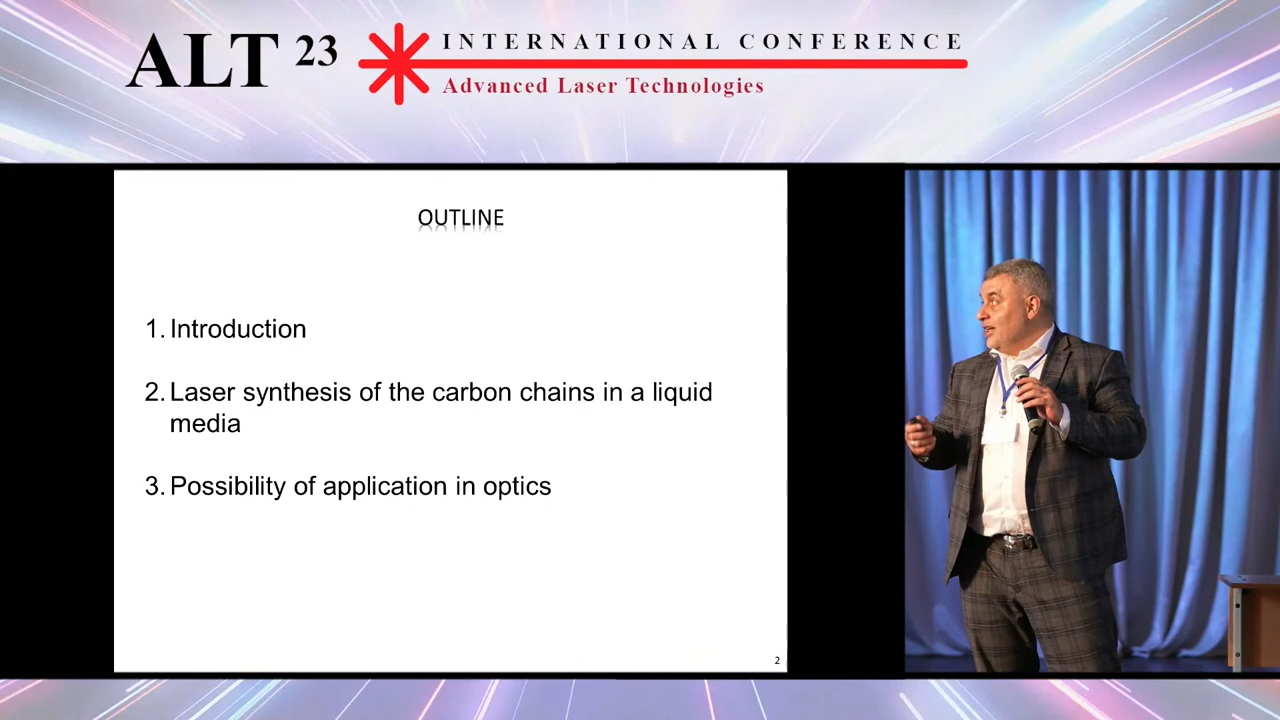 ALT 23
INTERNATIONAL CONFERENCE
Advanced Laser Technologies
OUTLINE
1. Introduction
2. Laser synthesis of the carbon chains in a liquid
media
3. Possibility of application in optics
2